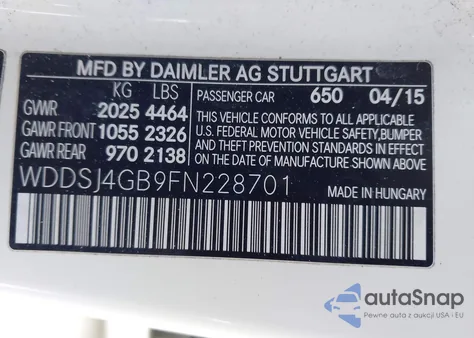 MFD BY DAIMLER AG STUTTGART
KG LBS
GVWR 2025 4464
GAWR FRONT 1055 2326
GAWR REAR 970 2138
PASSENGER CAR 650 04/15
THIS VEHICLE CONFORMS TO ALL APPLICABLE
U.S. FEDERAL MOTOR VEHICLE SAFETY, BUMPER
AND THEFT PREVENTION STANDARDS IN EFFECT
ON THE DATE OF MANUFACTURE SHOWN ABOVE.
WDDSJ4GB9FN228701
MADE IN HUNGARY
autoSnap
Pewne auta z USA i EU